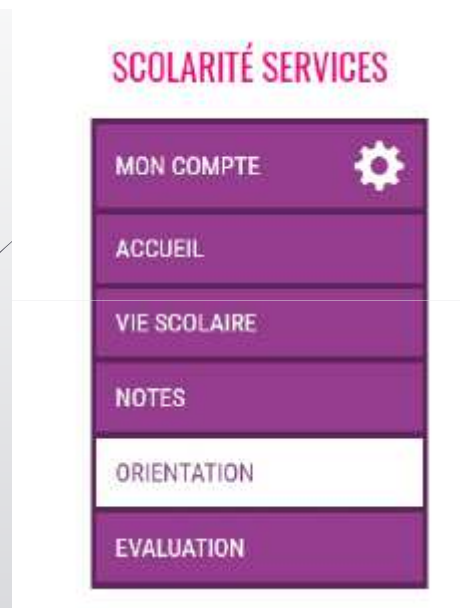 SCOLARITÉ SERVICES
MON COMPTE
ACCUEIL
VIE SCOLAIRE
NOTES
ORIENTATION
EVALUATION